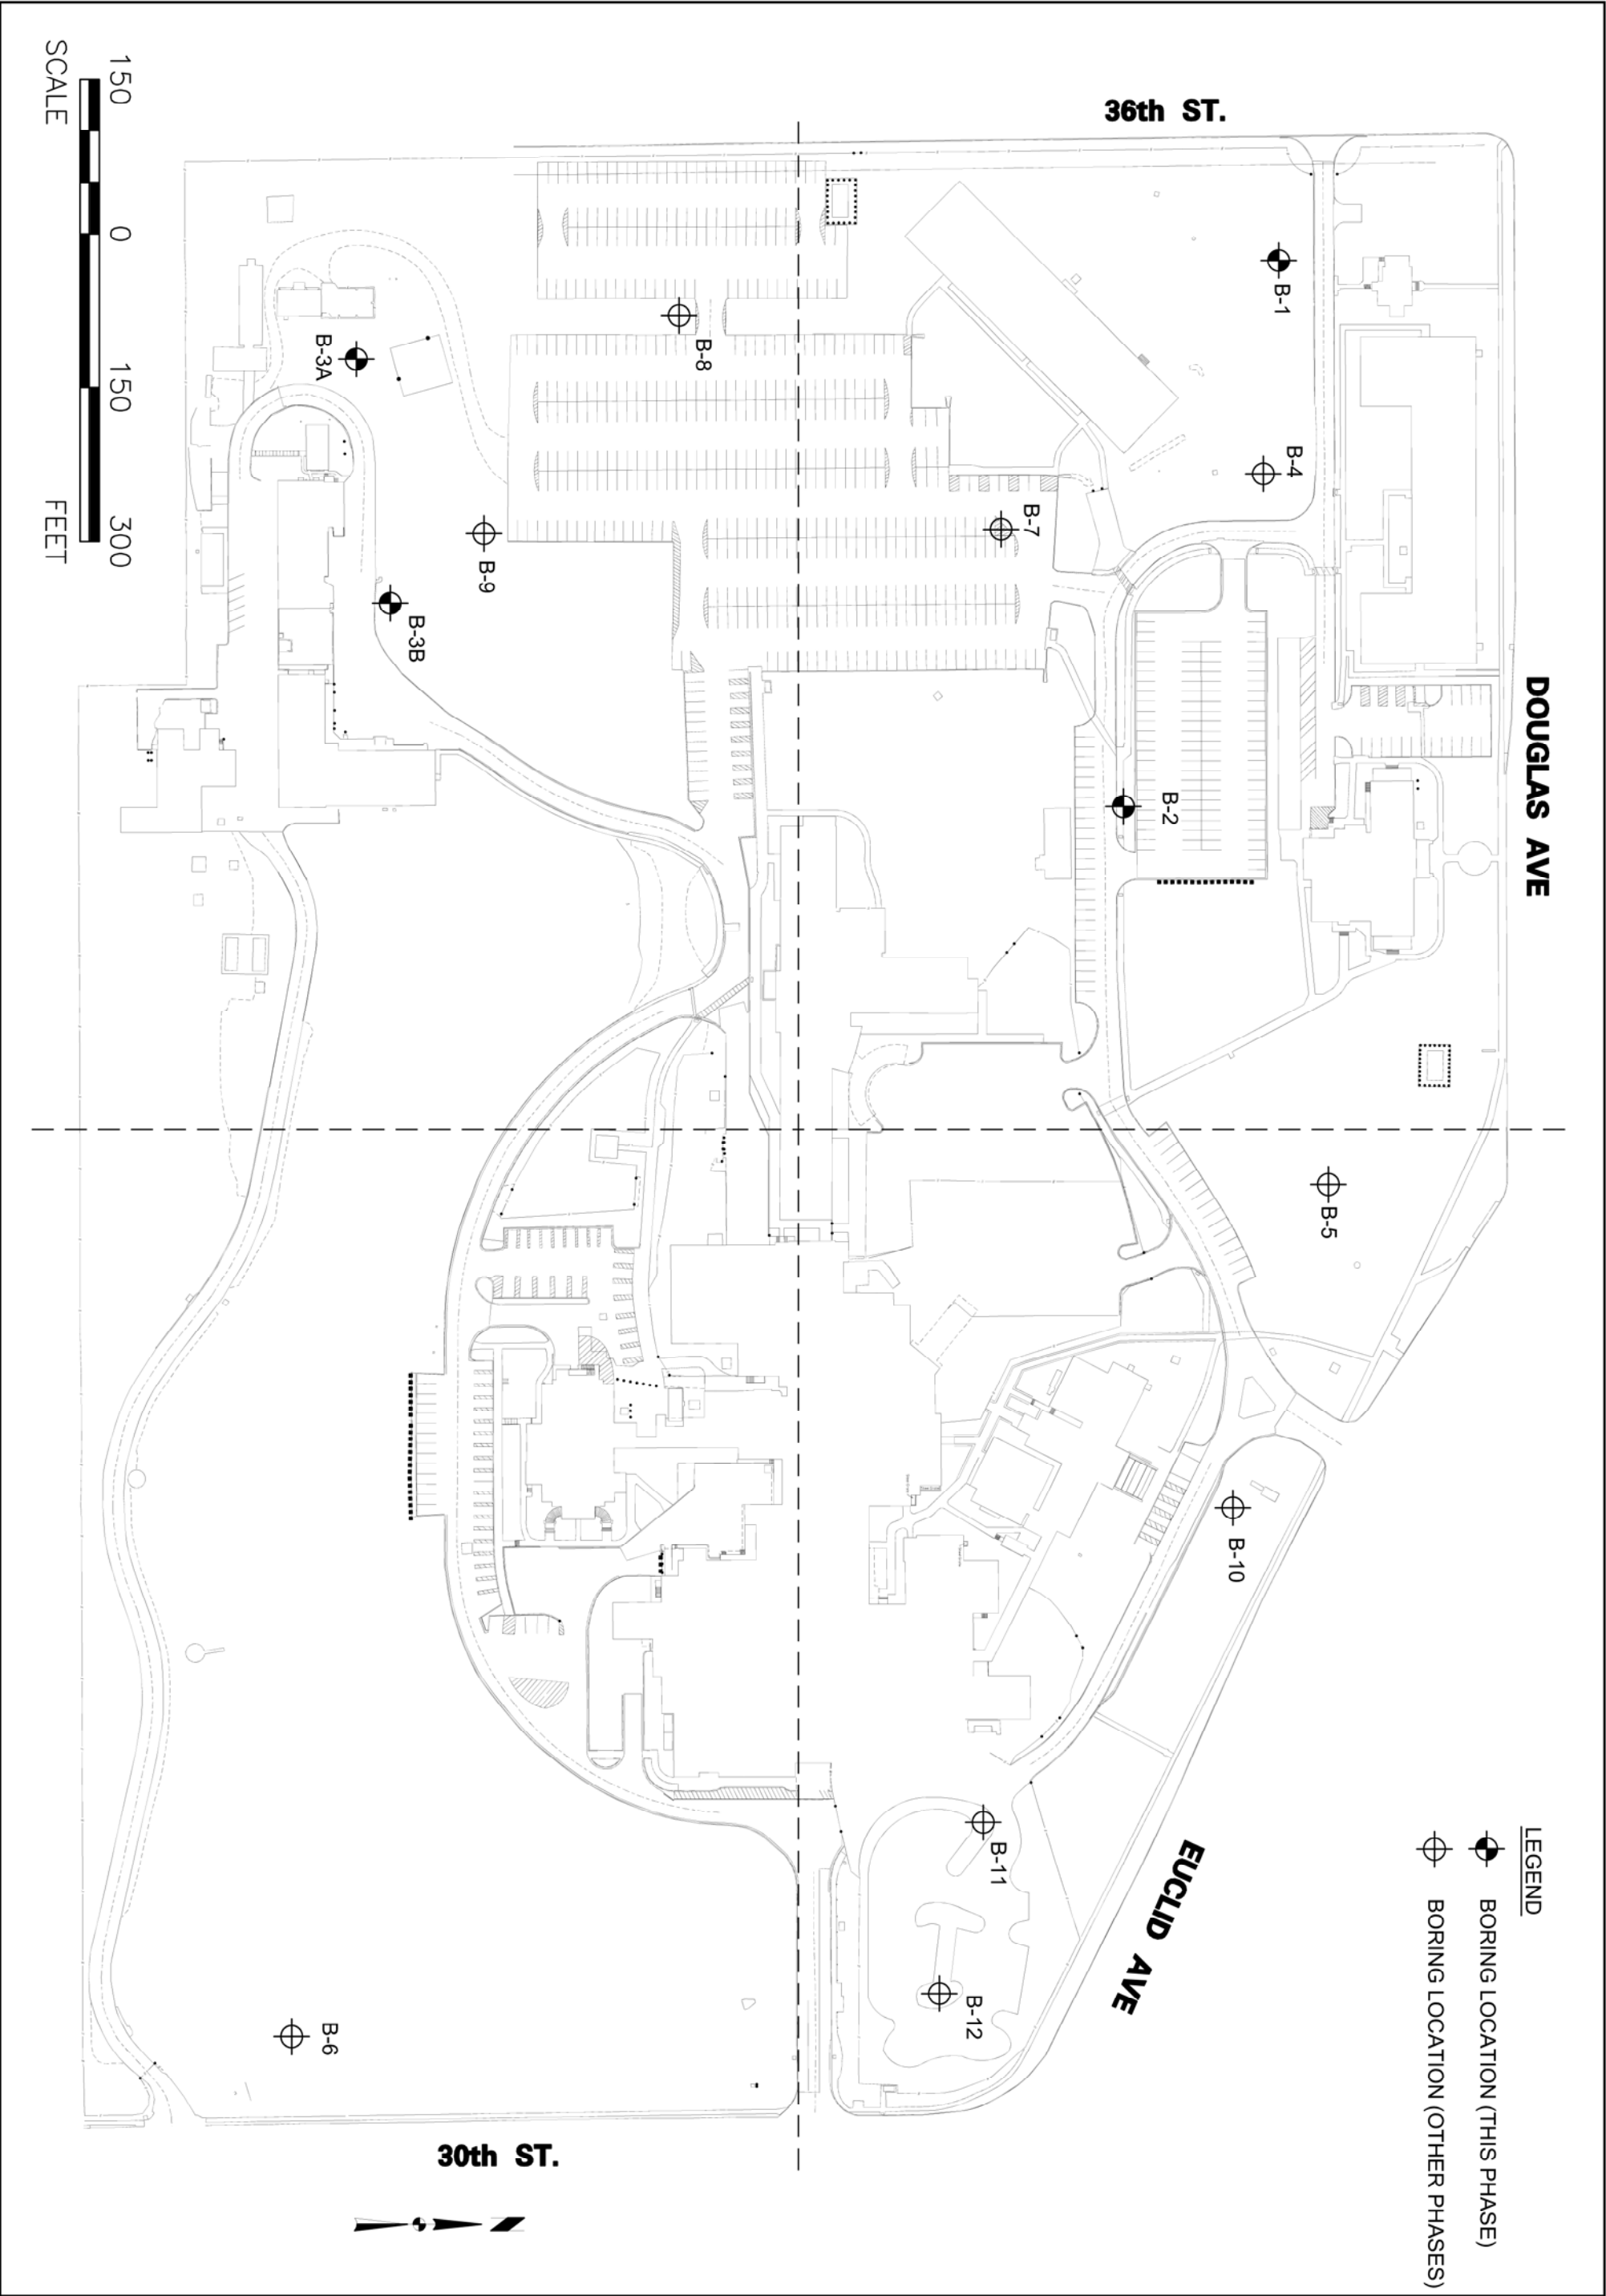 36th ST.
DOUGLAS AVE
EUCLID AVE
30th ST.
B-1
B-4
B-7
B-8
B-3A
B-9
B-3B
B-2
B-5
B-10
B-11
B-12
B-6
LEGEND
BORING LOCATION (THIS PHASE)
BORING LOCATION (OTHER PHASES)
150 0 150 300
SCALE FEET
N